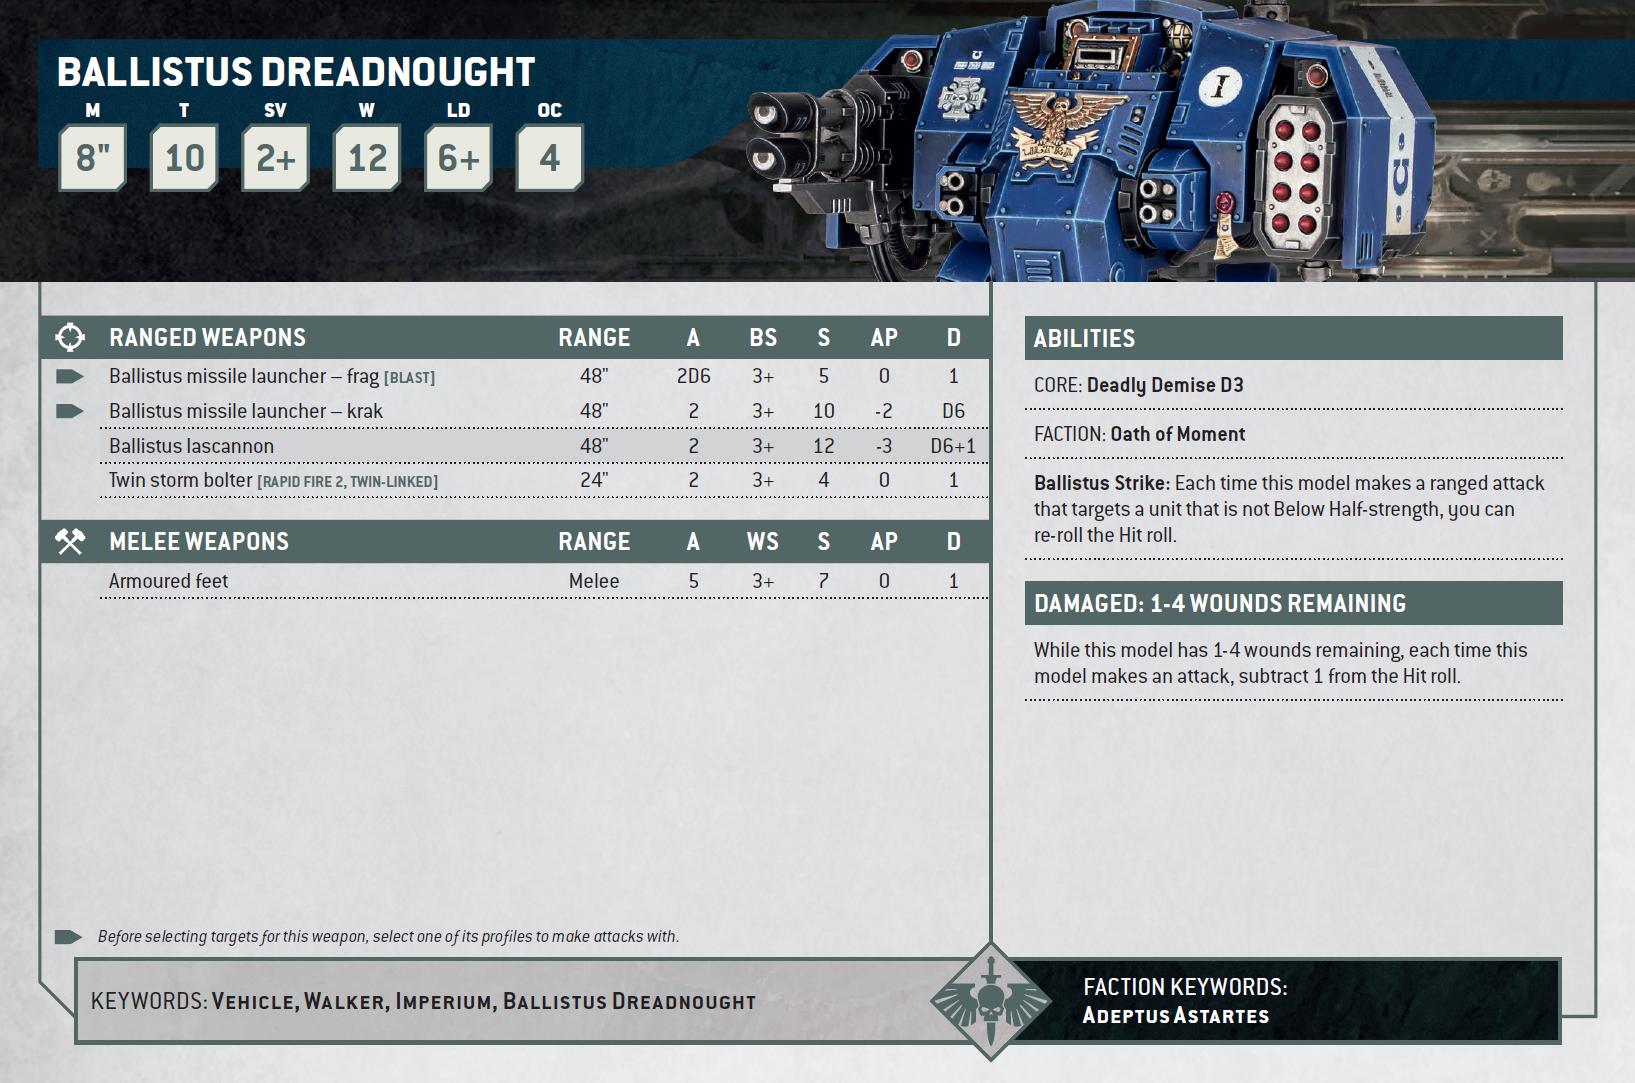 BALLISTUS DREADNOUGHT
M T SV W LD OC
8" 10 2+ 12 6+ 4
I
RANGED WEAPONS RANGE A BS S AP D
Ballistus missile launcher – frag [BLAST] 48" 2D6 3+ 5 0 1
Ballistus missile launcher – krak 48" 2 3+ 10 -2 D6
Ballistus lascannon 48" 2 3+ 12 -3 D6+1
Twin storm bolter [RAPID FIRE 2, TWIN-LINKED] 24" 2 3+ 4 0 1
MELEE WEAPONS RANGE A WS S AP D
Armoured feet Melee 5 3+ 7 0 1
Before selecting targets for this weapon, select one of its profiles to make attacks with.
ABILITIES
CORE: Deadly Demise D3
FACTION: Oath of Moment
Ballistus Strike: Each time this model makes a ranged attack
that targets a unit that is not Below Half-strength, you can
re-roll the Hit roll.
DAMAGED: 1-4 WOUNDS REMAINING
While this model has 1-4 wounds remaining, each time this
model makes an attack, subtract 1 from the Hit roll.
KEYWORDS: VEHICLE, WALKER, IMPERIUM, BALLISTUS DREADNOUGHT
FACTION KEYWORDS:
ADEPTUS ASTARTES